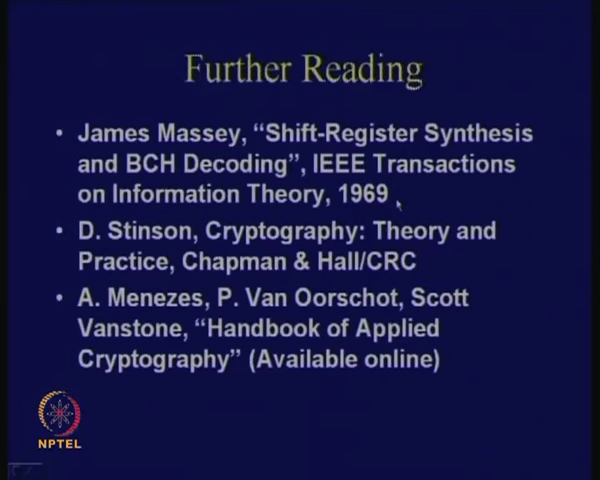 Further Reading
• James Massey, “Shift-Register Synthesis
and BCH Decoding”, IEEE Transactions
on Information Theory, 1969
• D. Stinson, Cryptography: Theory and
Practice, Chapman & Hall/CRC
• A. Menezes, P. Van Oorschot, Scott
Vanstone, “Handbook of Applied
Cryptography” (Available online)
NPTEL